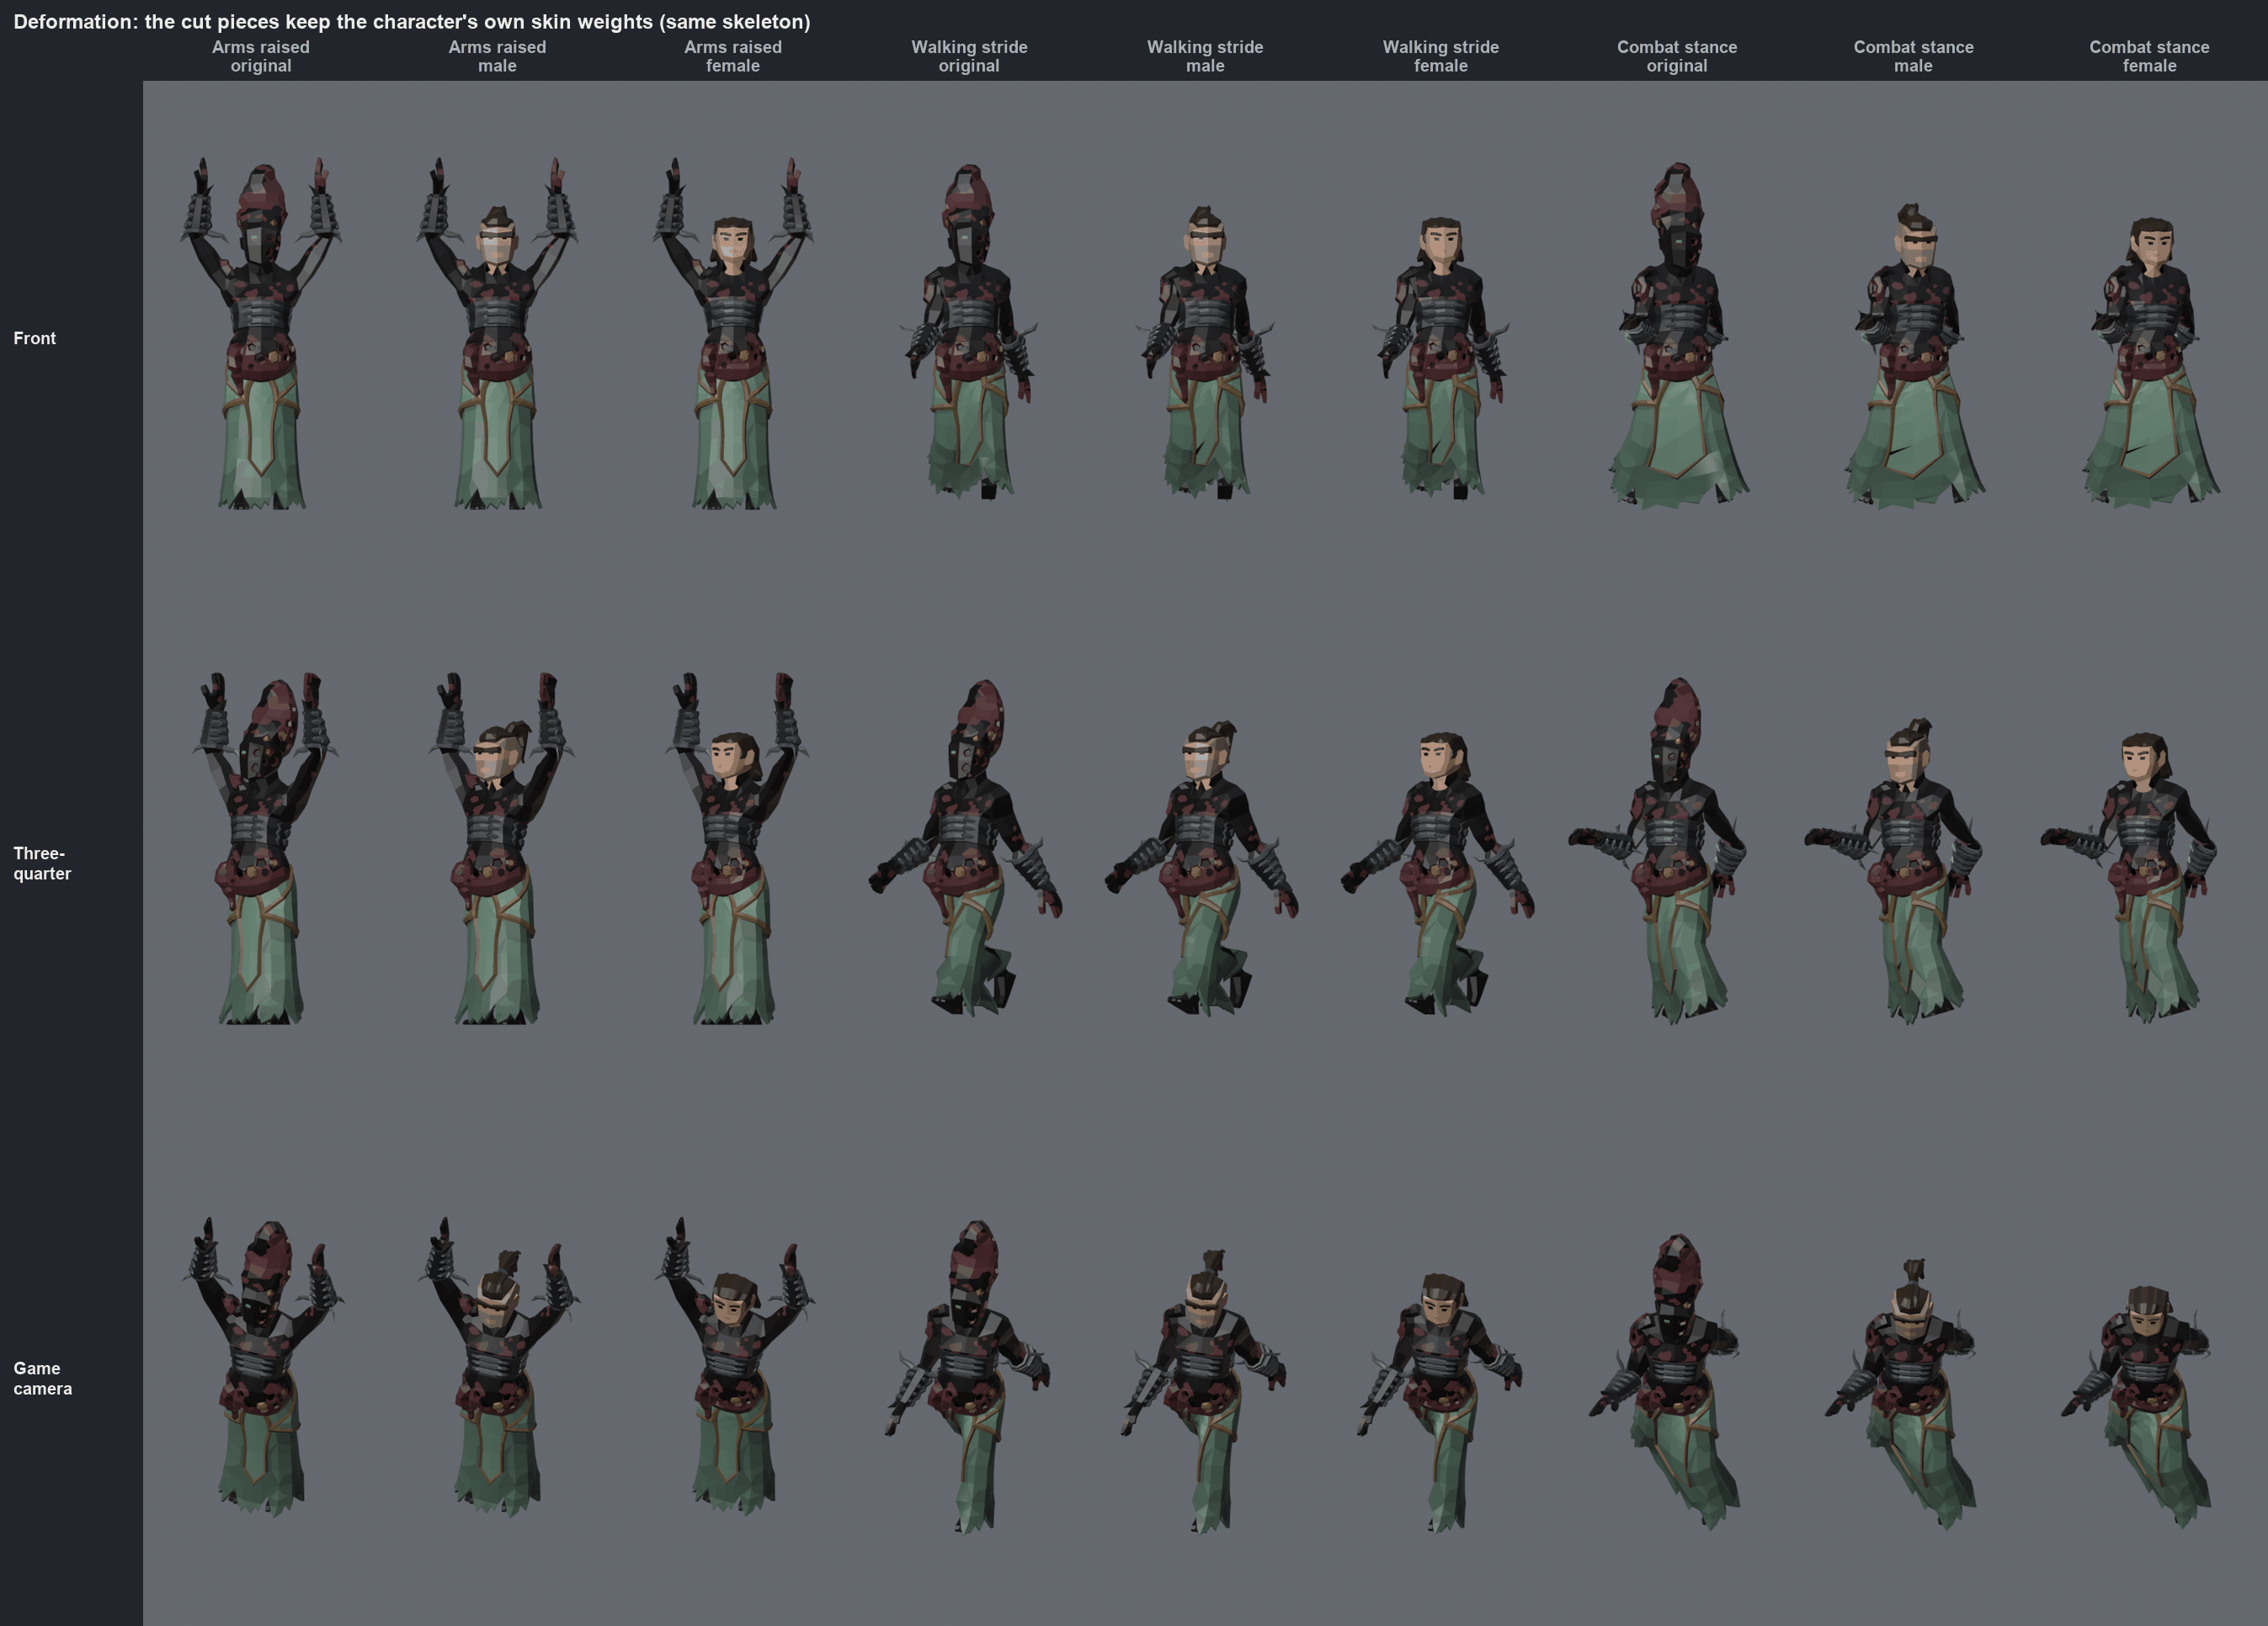 Deformation: the cut pieces keep the character's own skin weights (same skeleton)
Arms raised
original
Arms raised
male
Arms raised
female
Walking stride
original
Walking stride
male
Walking stride
female
Combat stance
original
Combat stance
male
Combat stance
female
Front
Three-
quarter
Game
camera